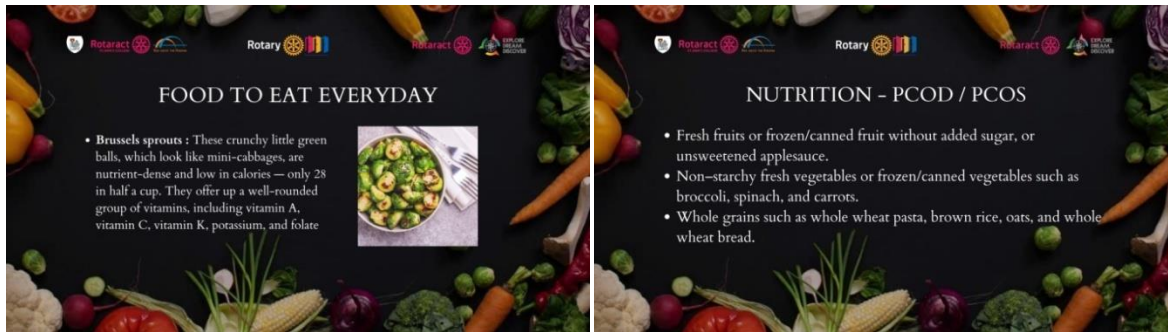 Rotaract
Rotary
Rotaract
EXPLORE
DREAM
DISCOVER
FOOD TO EAT EVERYDAY
• Brussels sprouts : These crunchy little green
balls, which look like mini-cabbages, are
nutrient-dense and low in calories — only 28
in half a cup. They offer up a well-rounded
group of vitamins, including vitamin A,
vitamin C, vitamin K, potassium, and folate
Rotaract
Rotary
Rotaract
EXPLORE
DREAM
DISCOVER
NUTRITION - PCOD / PCOS
• Fresh fruits or frozen/canned fruit without added sugar, or
unsweetened applesauce.
• Non-starchy fresh vegetables or frozen/canned vegetables such as
broccoli, spinach, and carrots.
• Whole grains such as whole wheat pasta, brown rice, oats, and whole
wheat bread.